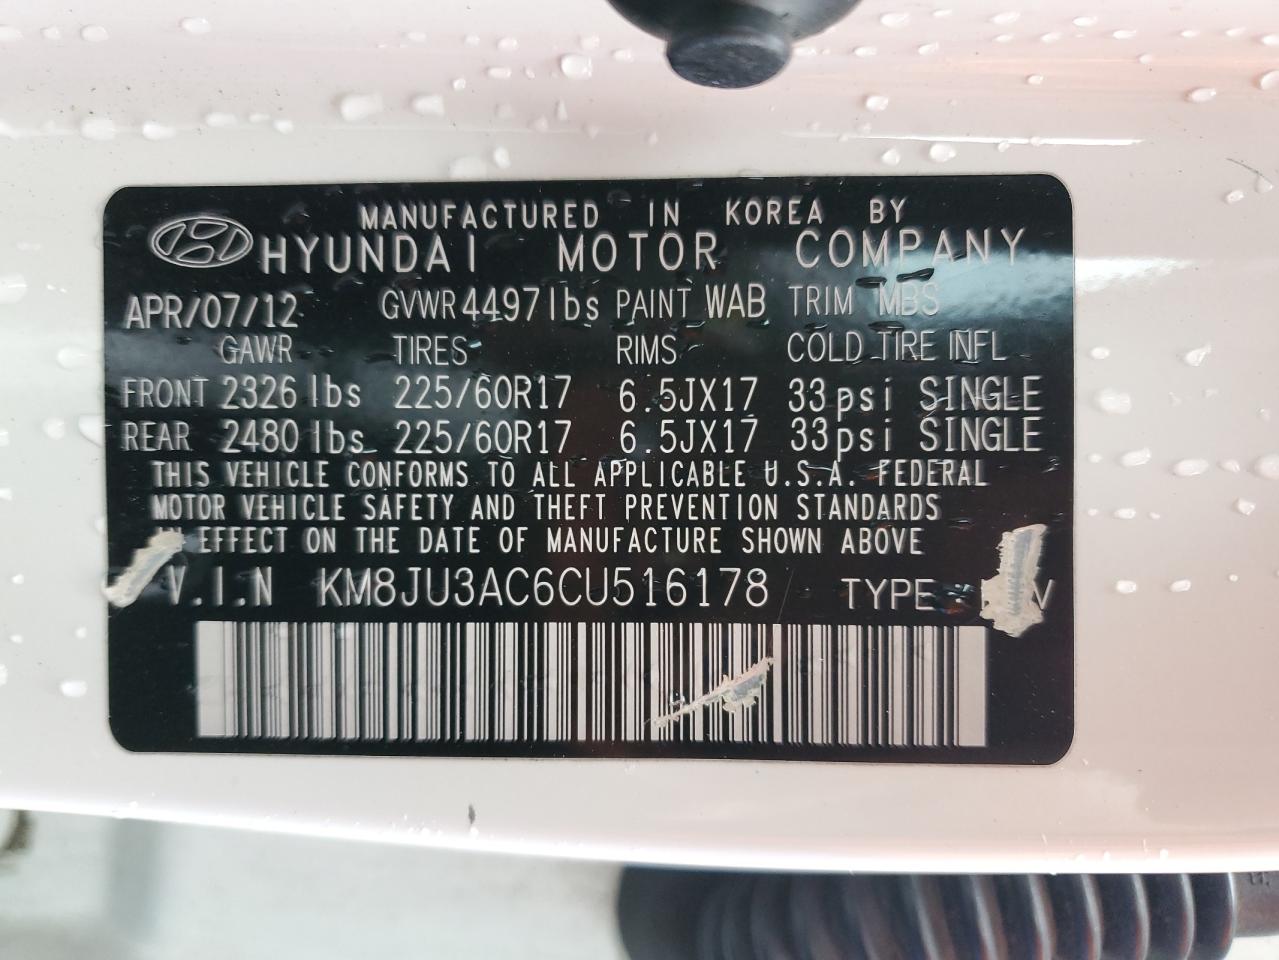 MANUFACTURED IN KOREA BY
HYUNDAI MOTOR COMPANY
APR/07/12 GVWR 4497lbs PAINT WAB TRIM MBS
GAWR TIRES RIMS COLD TIRE INFL
FRONT 2326 lbs 225/60R17 6.5JX17 33psi SINGLE
REAR 2480 lbs 225/60R17 6.5JX17 33psi SINGLE
THIS VEHICLE CONFORMS TO ALL APPLICABLE U.S.A. FEDERAL
MOTOR VEHICLE SAFETY AND THEFT PREVENTION STANDARDS
IN EFFECT ON THE DATE OF MANUFACTURE SHOWN ABOVE
V.I.N KM8JU3AC6CU516178 TYPE